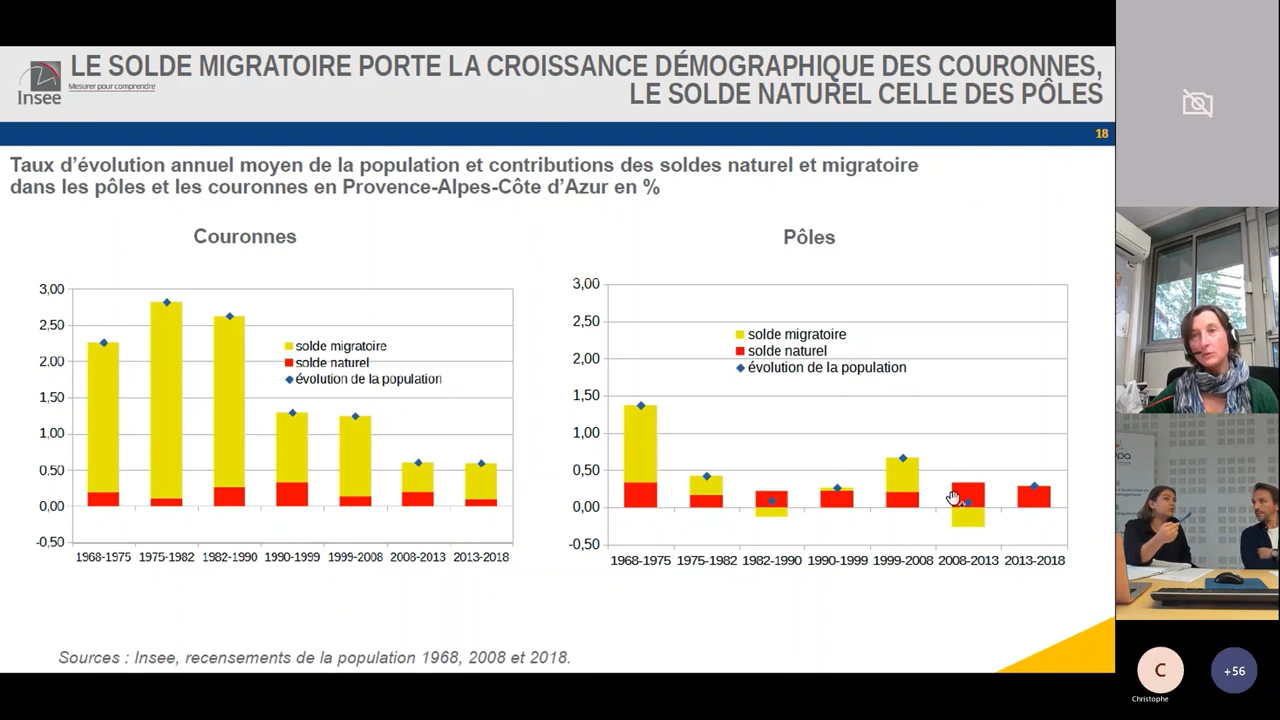 LE SOLDE MIGRATOIRE PORTE LA CROISSANCE DÉMOGRAPHIQUE DES COURONNES,
LE SOLDE NATUREL CELLE DES PÔLES
Insee
Mesurer pour comprendre
18
Taux d'évolution annuel moyen de la population et contributions des soldes naturel et migratoire
dans les pôles et les couronnes en Provence-Alpes-Côte d'Azur en %
Couronnes
3,00
2,50
2,00
1,50
1,00
0,50
0,00
-0,50
solde migratoire
solde naturel
évolution de la population
1968-1975 1975-1982 1982-1990 1990-1999 1999-2008 2008-2013 2013-2018
Pôles
3,00
2,50
2,00
1,50
1,00
0,50
0,00
-0,50
solde migratoire
solde naturel
évolution de la population
1968-1975 1975-1982 1982-1990 1990-1999 1999-2008 2008-2013 2013-2018
Sources : Insee, recensements de la population 1968, 2008 et 2018.
C
Christophe
+56